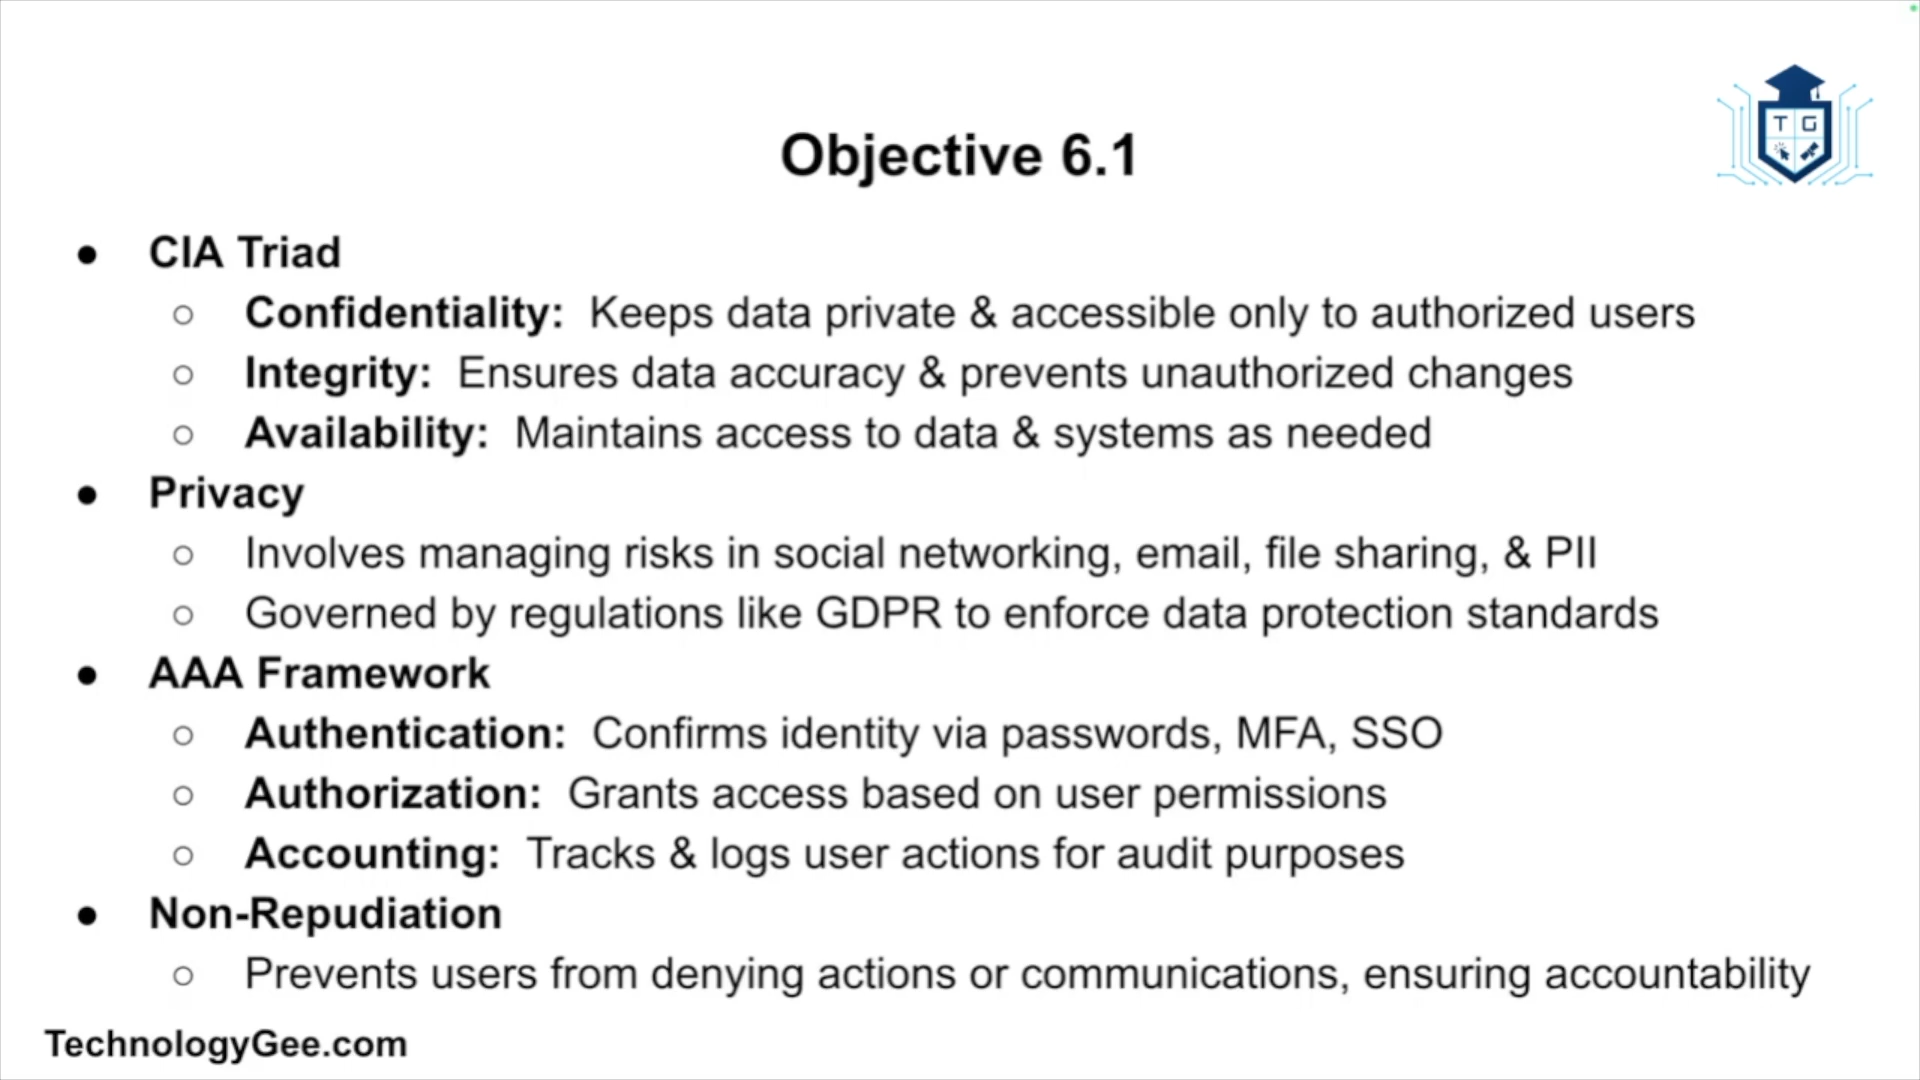 T G
Objective 6.1
● CIA Triad
○ Confidentiality: Keeps data private & accessible only to authorized users
○ Integrity: Ensures data accuracy & prevents unauthorized changes
○ Availability: Maintains access to data & systems as needed
● Privacy
○ Involves managing risks in social networking, email, file sharing, & PII
○ Governed by regulations like GDPR to enforce data protection standards
● AAA Framework
○ Authentication: Confirms identity via passwords, MFA, SSO
○ Authorization: Grants access based on user permissions
○ Accounting: Tracks & logs user actions for audit purposes
● Non-Repudiation
○ Prevents users from denying actions or communications, ensuring accountability
TechnologyGee.com